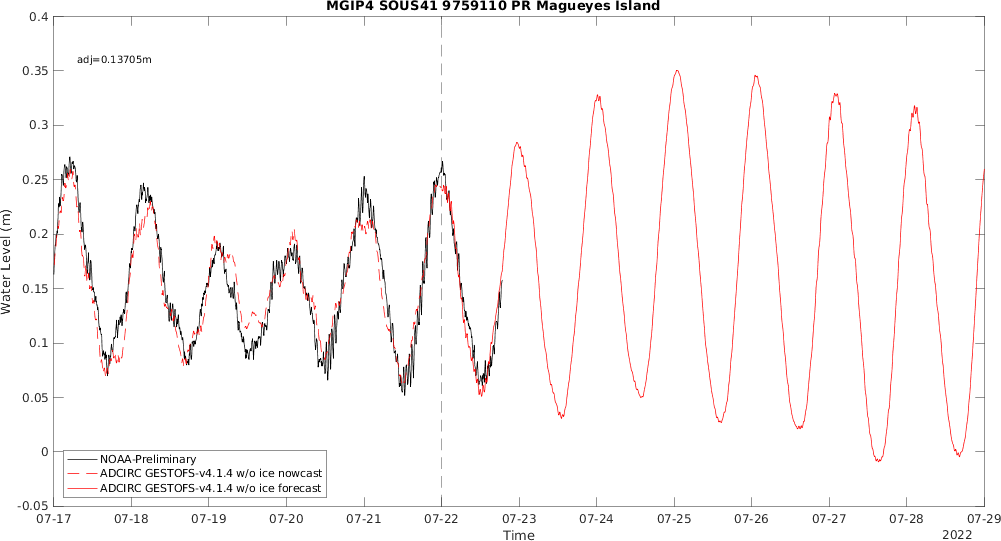 MGIP4 SOUS41 9759110 PR Magueyes Island
0.4
adj=0.13705m
0.35
0.3
0.25
0.2
0.15
0.1
0.05
0
-0.05
Water Level (m)
NOAA-Preliminary
ADCIRC GESTOFS-v4.1.4 w/o ice nowcast
ADCIRC GESTOFS-v4.1.4 w/o ice forecast
07-17 07-18 07-19 07-20 07-21 07-22 07-23 07-24 07-25 07-26 07-27 07-28 07-29
Time
2022